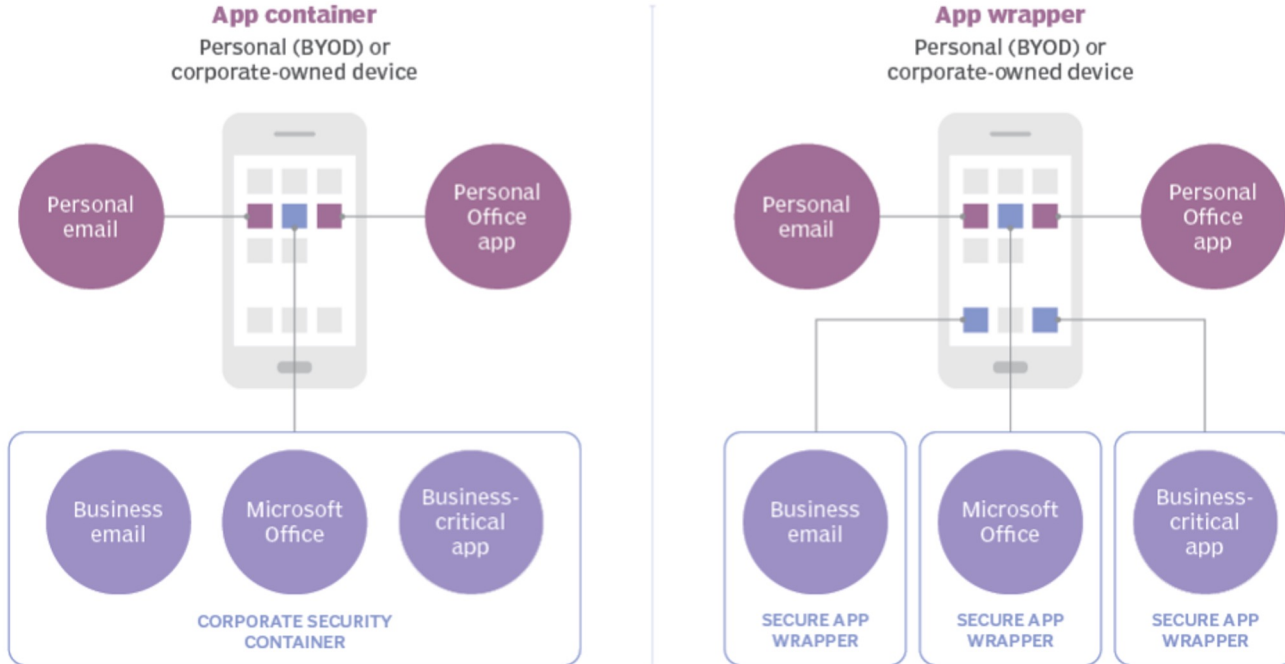 App container
Personal (BYOD) or
corporate-owned device
Personal
email
Personal
Office
app
Business
email
Microsoft
Office
Business-
critical
app
CORPORATE SECURITY
CONTAINER
App wrapper
Personal (BYOD) or
corporate-owned device
Personal
email
Personal
Office
app
Business
email
Microsoft
Office
Business-
critical
app
SECURE APP
WRAPPER
SECURE APP
WRAPPER
SECURE APP
WRAPPER